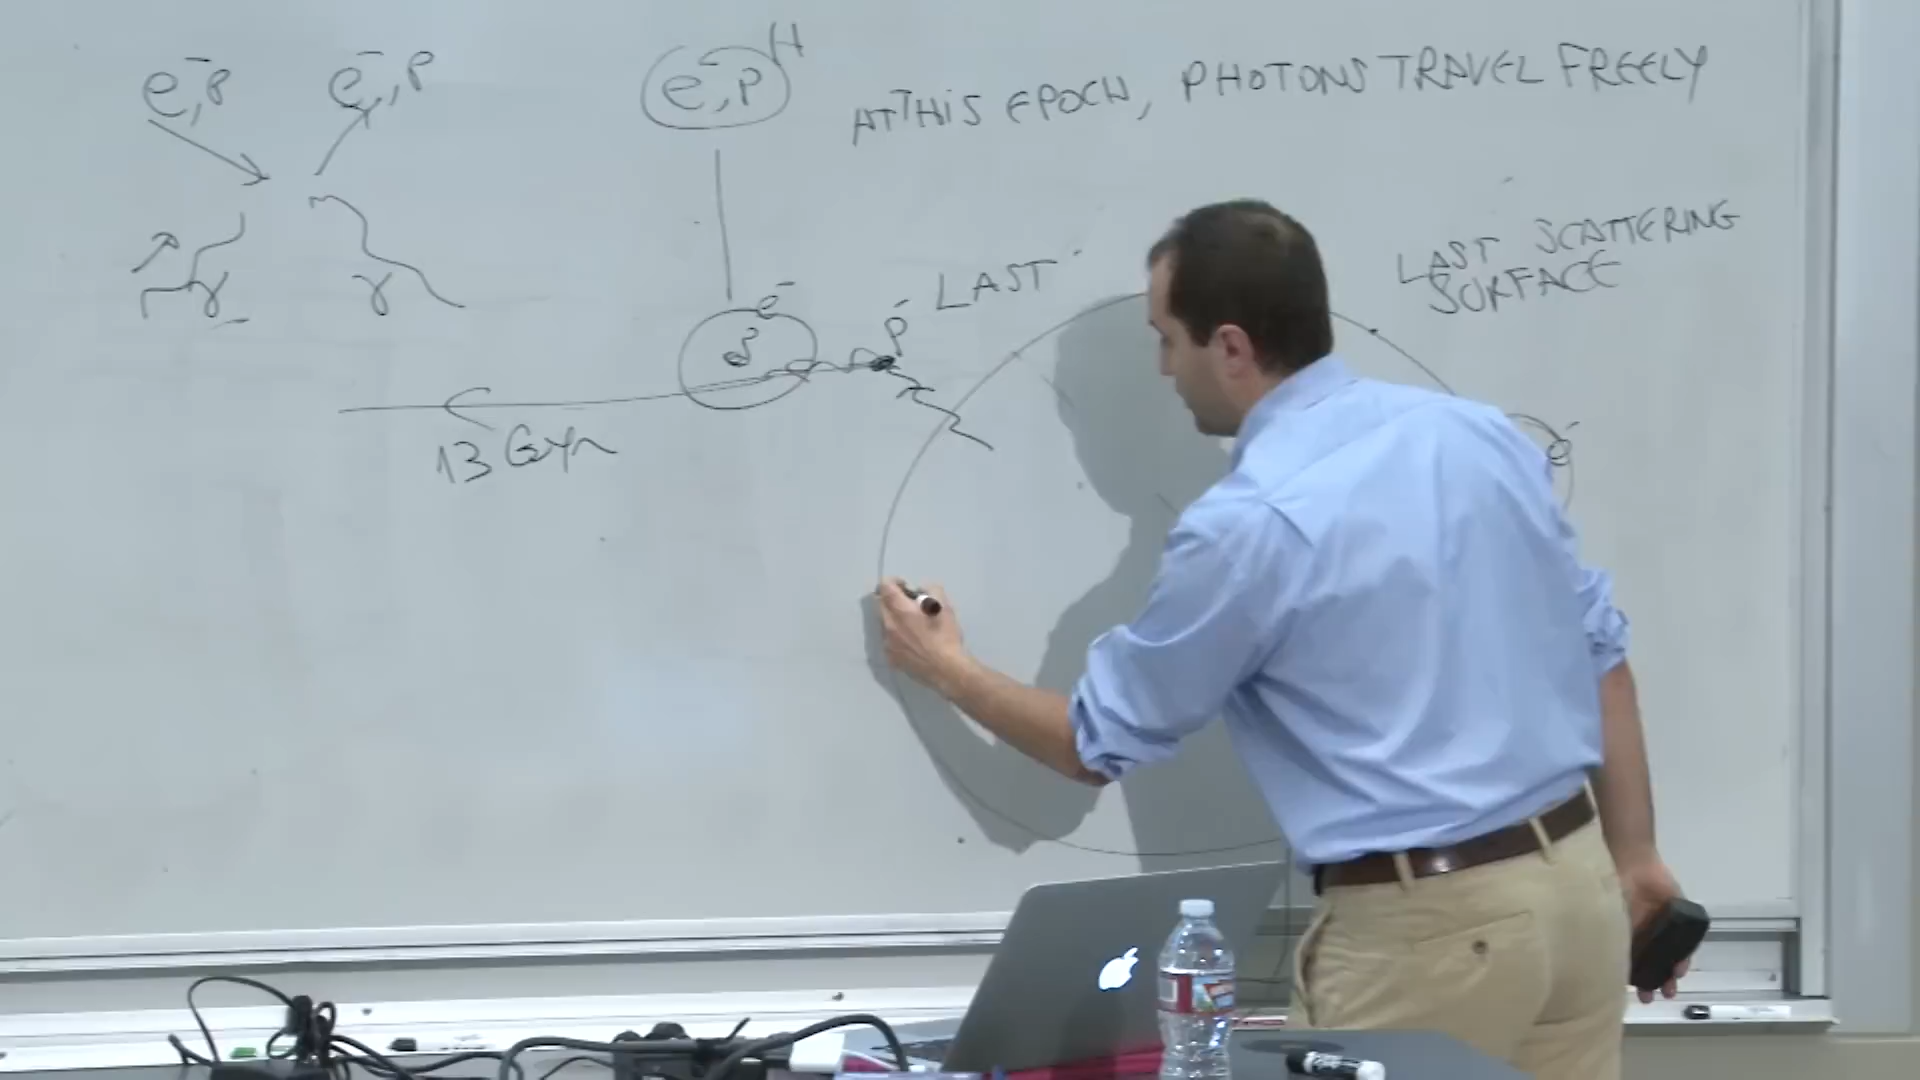 e⁻, p
e⁻, p
e⁻, p
H
AT THIS EPOCH, PHOTONS TRAVEL FREELY
γ
γ
e⁻
LAST
LAST SCATTERING
SURFACE
13 Gyr
e⁻